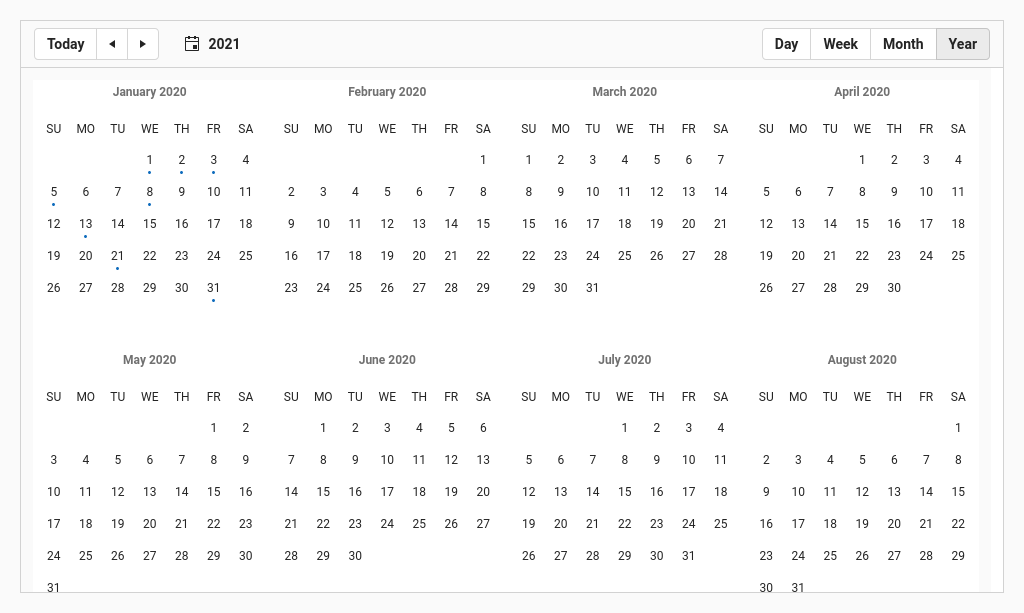 Today 2021 Day Week Month Year
January 2020 February 2020 March 2020 April 2020
SU MO TU WE TH FR SA SU MO TU WE TH FR SA SU MO TU WE TH FR SA SU MO TU WE TH FR SA
1 2 3 4 1 1 2 3 4 5 6 7 1 2 3 4
5 6 7 8 9 10 11 2 3 4 5 6 7 8 8 9 10 11 12 13 14 5 6 7 8 9 10 11
12 13 14 15 16 17 18 9 10 11 12 13 14 15 15 16 17 18 19 20 21 12 13 14 15 16 17 18
19 20 21 22 23 24 25 16 17 18 19 20 21 22 22 23 24 25 26 27 28 19 20 21 22 23 24 25
26 27 28 29 30 31 23 24 25 26 27 28 29 29 30 31 26 27 28 29 30
May 2020 June 2020 July 2020 August 2020
SU MO TU WE TH FR SA SU MO TU WE TH FR SA SU MO TU WE TH FR SA SU MO TU WE TH FR SA
1 2 1 2 3 4 5 6 1 2 3 4 1
3 4 5 6 7 8 9 7 8 9 10 11 12 13 5 6 7 8 9 10 11 2 3 4 5 6 7 8
10 11 12 13 14 15 16 14 15 16 17 18 19 20 12 13 14 15 16 17 18 9 10 11 12 13 14 15
17 18 19 20 21 22 23 21 22 23 24 25 26 27 19 20 21 22 23 24 25 16 17 18 19 20 21 22
24 25 26 27 28 29 30 28 29 30 26 27 28 29 30 31 23 24 25 26 27 28 29
31 30 31